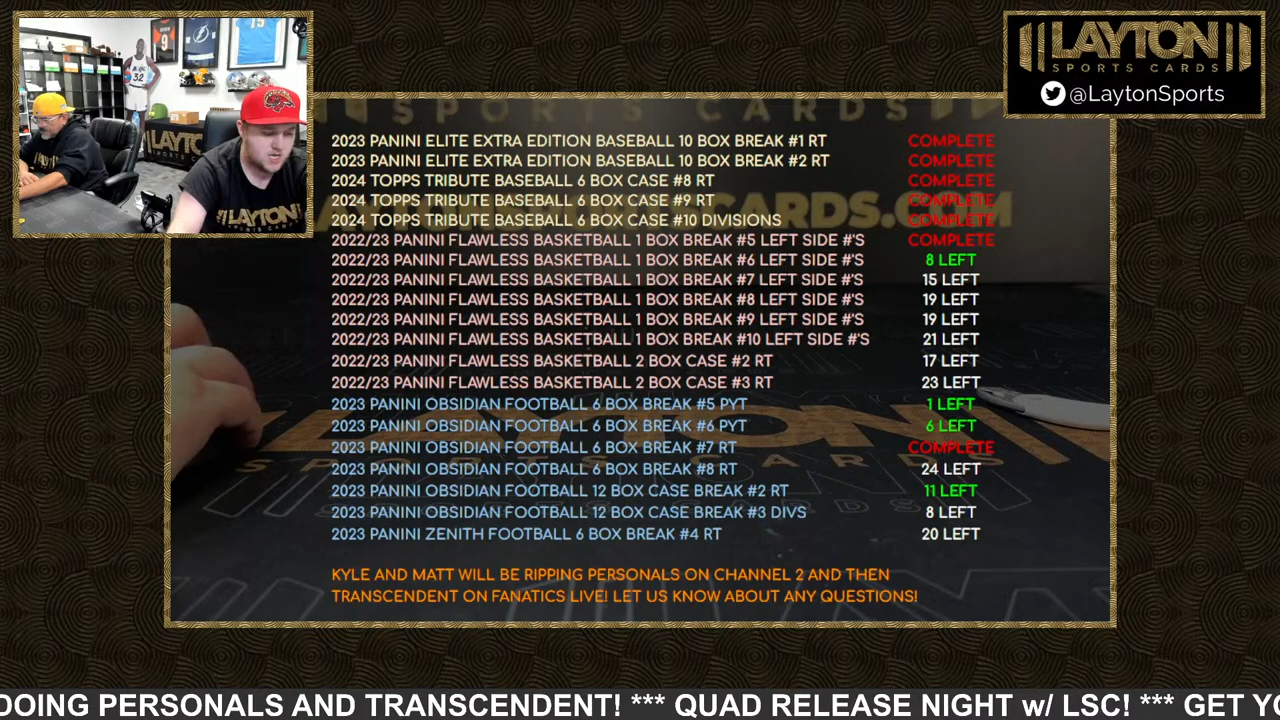 LAYTON
SPORTS CARDS
@LaytonSports
SPORTS CARDS
2023 PANINI ELITE EXTRA EDITION BASEBALL 10 BOX BREAK #1 RT COMPLETE
2023 PANINI ELITE EXTRA EDITION BASEBALL 10 BOX BREAK #2 RT COMPLETE
2024 TOPPS TRIBUTE BASEBALL 6 BOX CASE #8 RT COMPLETE
2024 TOPPS TRIBUTE BASEBALL 6 BOX CASE #9 RT COMPLETE
2024 TOPPS TRIBUTE BASEBALL 6 BOX CASE #10 DIVISIONS COMPLETE
2022/23 PANINI FLAWLESS BASKETBALL 1 BOX BREAK #5 LEFT SIDE #'S COMPLETE
2022/23 PANINI FLAWLESS BASKETBALL 1 BOX BREAK #6 LEFT SIDE #'S 8 LEFT
2022/23 PANINI FLAWLESS BASKETBALL 1 BOX BREAK #7 LEFT SIDE #'S 15 LEFT
2022/23 PANINI FLAWLESS BASKETBALL 1 BOX BREAK #8 LEFT SIDE #'S 19 LEFT
2022/23 PANINI FLAWLESS BASKETBALL 1 BOX BREAK #9 LEFT SIDE #'S 19 LEFT
2022/23 PANINI FLAWLESS BASKETBALL 1 BOX BREAK #10 LEFT SIDE #'S 21 LEFT
2022/23 PANINI FLAWLESS BASKETBALL 2 BOX CASE #2 RT 17 LEFT
2022/23 PANINI FLAWLESS BASKETBALL 2 BOX CASE #3 RT 23 LEFT
2023 PANINI OBSIDIAN FOOTBALL 6 BOX BREAK #5 PYT 1 LEFT
2023 PANINI OBSIDIAN FOOTBALL 6 BOX BREAK #6 PYT 6 LEFT
2023 PANINI OBSIDIAN FOOTBALL 6 BOX BREAK #7 RT COMPLETE
2023 PANINI OBSIDIAN FOOTBALL 6 BOX BREAK #8 RT 24 LEFT
2023 PANINI OBSIDIAN FOOTBALL 12 BOX CASE BREAK #2 RT 11 LEFT
2023 PANINI OBSIDIAN FOOTBALL 12 BOX CASE BREAK #3 DIVS 8 LEFT
2023 PANINI ZENITH FOOTBALL 6 BOX BREAK #4 RT 20 LEFT
KYLE AND MATT WILL BE RIPPING PERSONALS ON CHANNEL 2 AND THEN
TRANSCENDENT ON FANATICS LIVE! LET US KNOW ABOUT ANY QUESTIONS!
DOING PERSONALS AND TRANSCENDENT! *** QUAD RELEASE NIGHT w/ LSC! *** GET